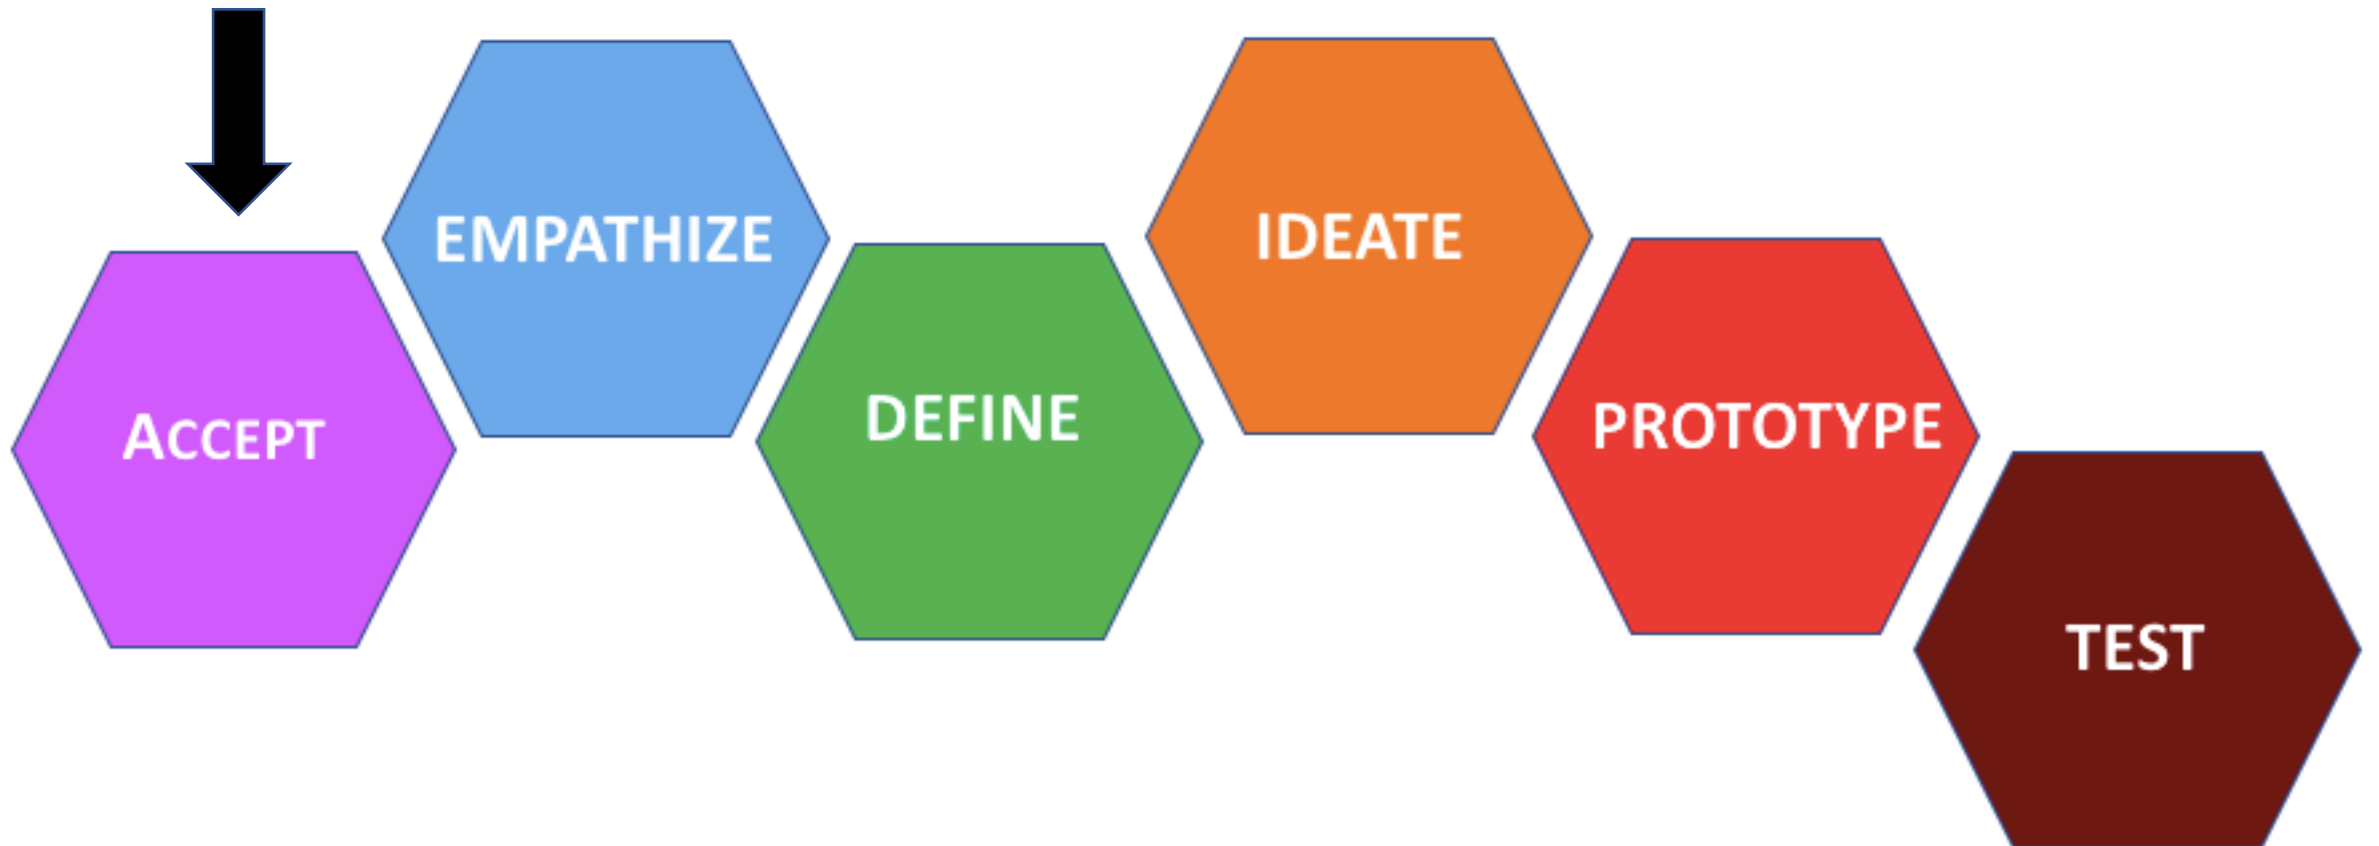 ACCEPT
EMPATHIZE
DEFINE
IDEATE
PROTOTYPE
TEST